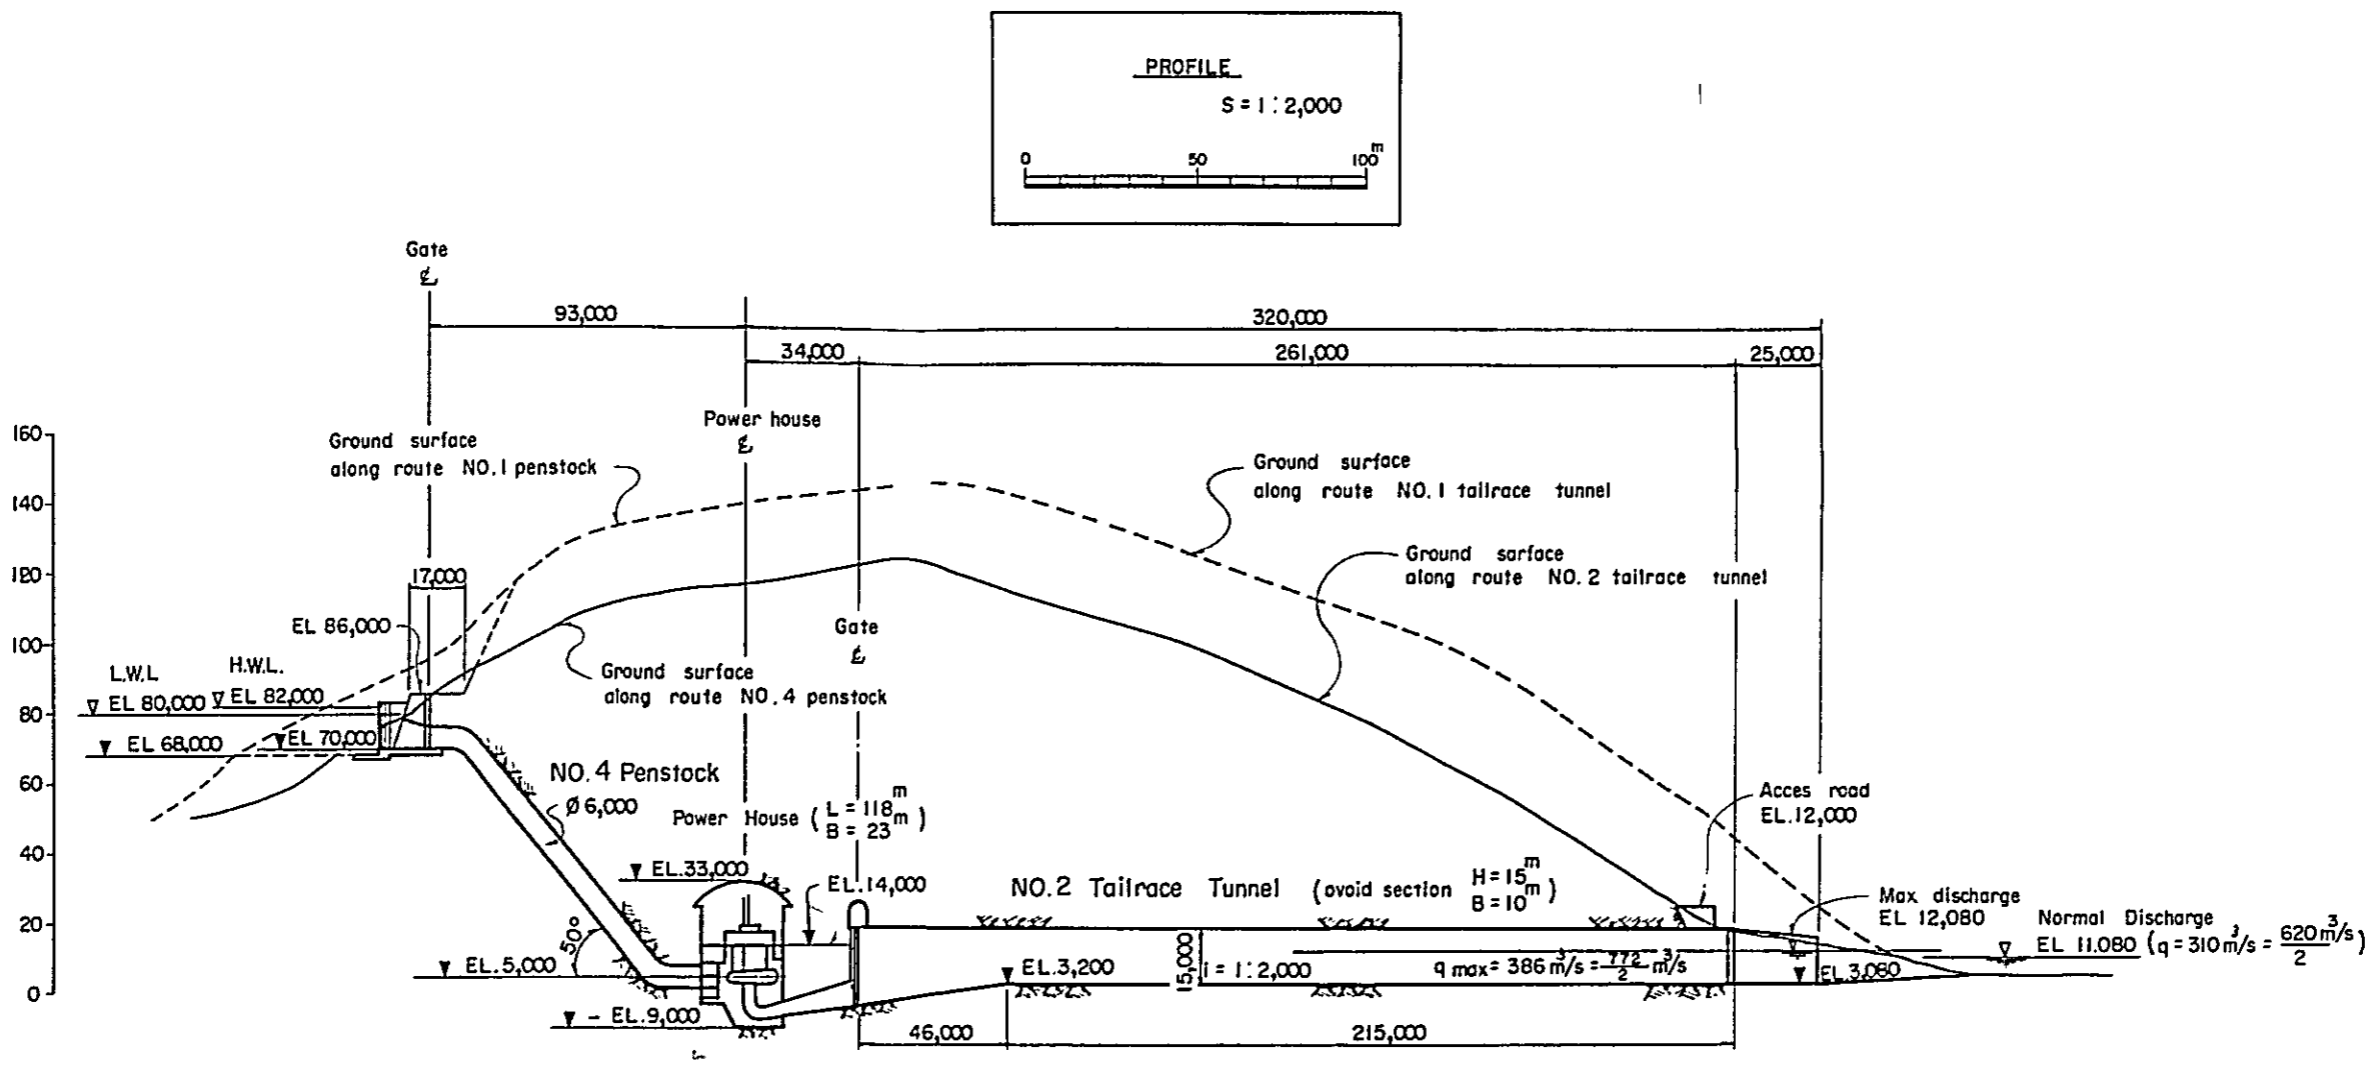 PROFILE
S = 1 : 2,000
0 50 100 m
Gate
℄
93,000 320,000
34,000 261,000 25,000
Power house
℄
160
140
120
100
80
60
40
20
0
Ground surface
along route NO.1 penstock
Ground surface
along route NO.1 tailrace tunnel
Ground sarface
along route NO.2 tailrace tunnel
17,000
EL 86,000
Gate
℄
L.W.L H.W.L.
EL 80,000 EL 82,000
EL 68,000 EL 70,000
Ground surface
along route NO.4 penstock
NO.4 Penstock
Ø 6,000
Power House ( L = 118 m
B = 23 m )
Acces road
EL.12,000
EL.33,000
EL.14,000
NO.2 Tailrace Tunnel (ovoid section H = 15 m
B = 10 m )
Max discharge
EL 12,080
Normal Discharge
EL 11.080 (q = 310 m³/s = 620 m³/s / 2)
50°
EL.5,000
15,000
EL.3,200
i = 1:2,000
q max = 386 m³/s = 772 / 2 m³/s
EL 3,080
- EL.9,000
46,000 215,000